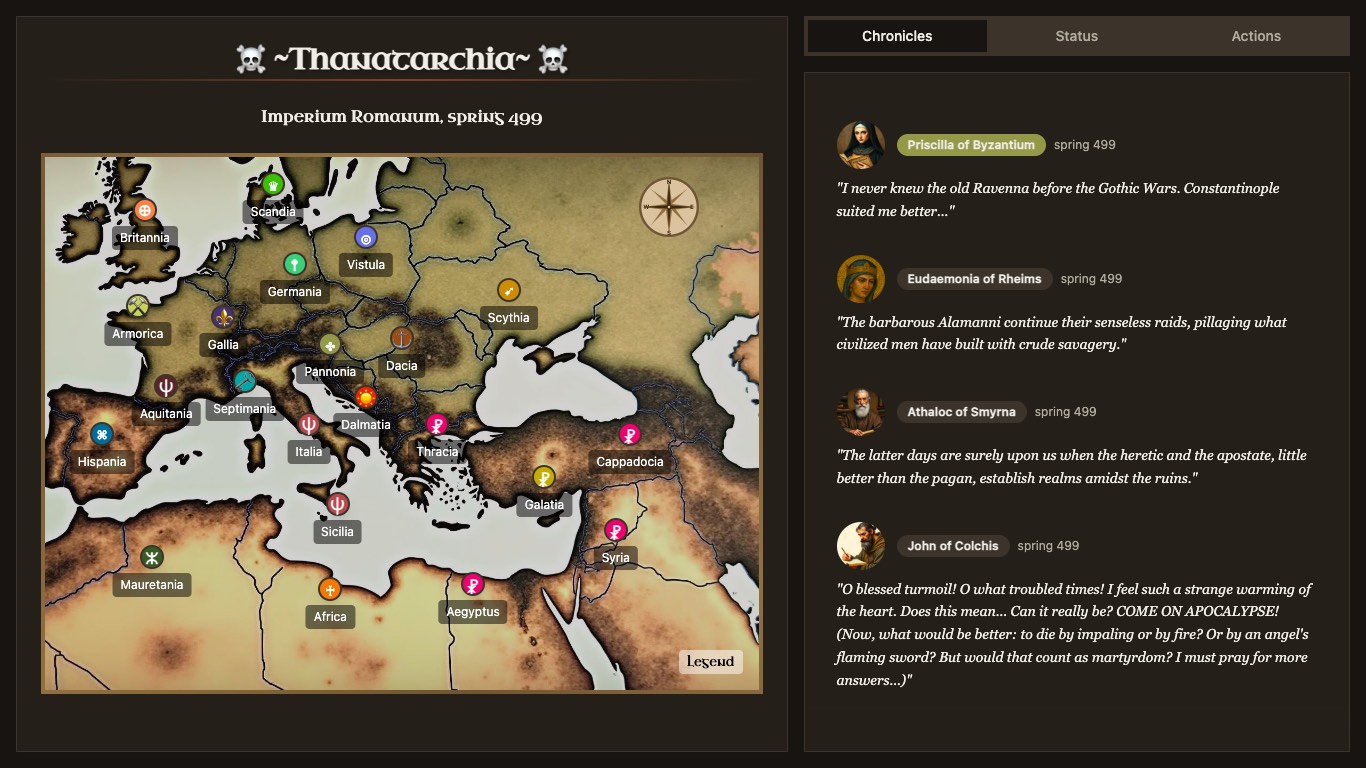 ~Thanatarchia~
Imperium Romanum, spring 499
Scandia
Britannia
Vistula
Germania
Scythia
Armorica
Gallia
Pannonia
Dacia
Aquitania
Septimania
Dalmatia
Italia
Thracia
Hispania
Cappadocia
Galatia
Sicilia
Syria
Mauretania
Africa
Aegyptus
N
W
E
S
Legend
Chronicles
Status
Actions
Priscilla of Byzantium
spring 499
"I never knew the old Ravenna before the Gothic Wars. Constantinople
suited me better..."
Eudaemonia of Rheims
spring 499
"The barbarous Alamanni continue their senseless raids, pillaging what
civilized men have built with crude savagery."
Athaloc of Smyrna
spring 499
"The latter days are surely upon us when the heretic and the apostate, little
better than the pagan, establish realms amidst the ruins."
John of Colchis
spring 499
"O blessed turmoil! O what troubled times! I feel such a strange warming of
the heart. Does this mean... Can it really be? COME ON APOCALYPSE!
(Now, what would be better: to die by impaling or by fire? Or by an angel's
flaming sword? But would that count as martyrdom? I must pray for more
answers...)"